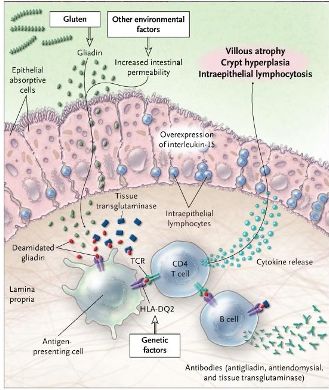 Gluten
Other environmental
factors
Gliadin
Increased intestinal
permeability
Villous atrophy
Crypt hyperplasia
Intraepithelial lymphocytosis
Epithelial
absorptive
cells
Overexpression
of interleukin-15
Tissue
transglutaminase
Intraepithelial
lymphocytes
Deamidated
gliadin
TCR
CD4
T cell
Cytokine release
Lamina
propria
HLA-DQ2
B cell
Antigen-
presenting cell
Genetic
factors
Antibodies (antigliadin, antiendomysial,
and tissue transglutaminase)